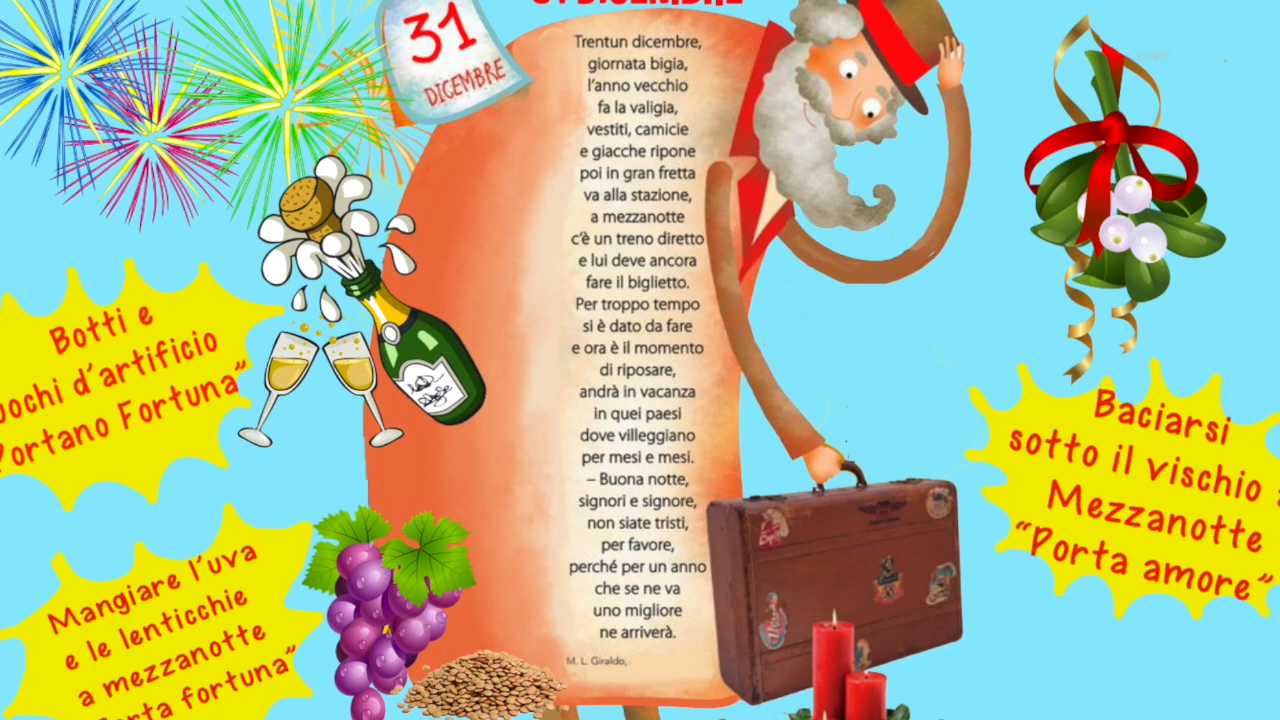 31 DICEMBRE
31
DICEMBRE
Trentun dicembre,
giornata bigia,
l'anno vecchio
fa la valigia,
vestiti, camicie
e giacche ripone
poi in gran fretta
va alla stazione,
a mezzanotte
c'è un treno diretto
e lui deve ancora
fare il biglietto.
Per troppo tempo
si è dato da fare
e ora è il momento
di riposare,
andrà in vacanza
in quei paesi
dove villeggiano
per mesi e mesi.
– Buona notte,
signori e signore,
non siate tristi,
per favore,
perché per un anno
che se ne va
uno migliore
ne arriverà.
M. L. Giraldo,
Botti e
uochi d'artificio
Portano Fortuna"
Mangiare l'uva
e le lenticchie
a mezzanotte
orta fortuna"
Baciarsi
sotto il vischio
Mezzanotte
"Porta amore"